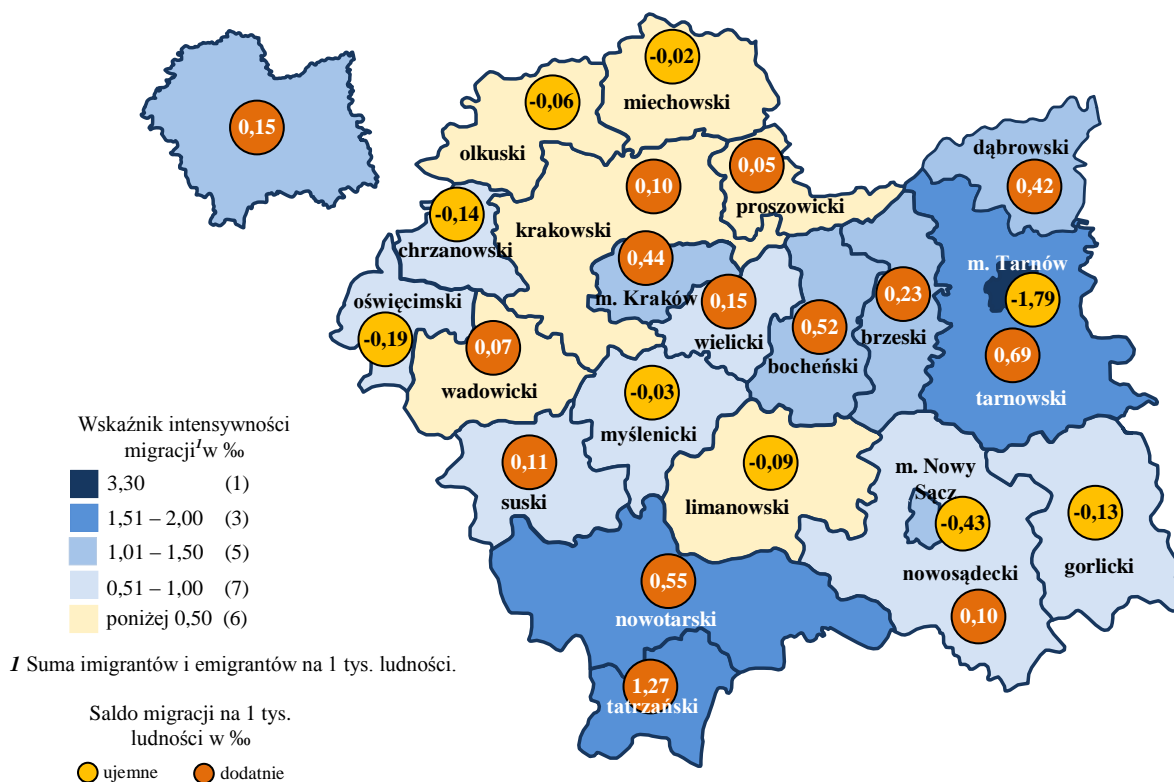 -0,02
miechowski
-0,06
olkuski
0,15
0,05
proszowicki
dąbrowski
0,42
0,10
krakowski
-0,14
chrzanowski
0,44
m. Kraków
m. Tarnów
-1,79
oświęcimski
-0,19
0,15
wielicki
0,52
bocheński
0,23
brzeski
0,69
tarnowski
0,07
wadowicki
-0,03
myślenicki
0,11
suski
-0,09
limanowski
m. Nowy
Sącz
-0,43
nowosądecki
0,10
-0,13
gorlicki
0,55
nowotarski
1,27
tatrzański
Wskaźnik intensywności
migracji1 w ‰
3,30 (1)
1,51 – 2,00 (3)
1,01 – 1,50 (5)
0,51 – 1,00 (7)
poniżej 0,50 (6)
1 Suma imigrantów i emigrantów na 1 tys. ludności.
Saldo migracji na 1 tys.
ludności w ‰
ujemne dodatnie